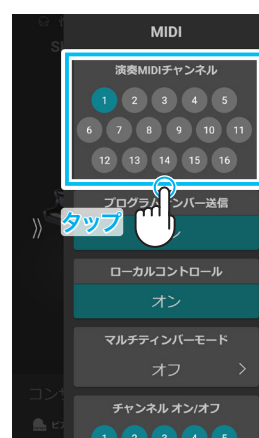 MIDI
演奏MIDIチャンネル
1 2 3 4 5
6 7 8 9 10 11
12 13 14 15 16
プログラム ンバー送信
タップ
ローカルコントロール
オン
マルチティンバーモード
オフ
チャンネル オン/オフ
1 2 3 4 5